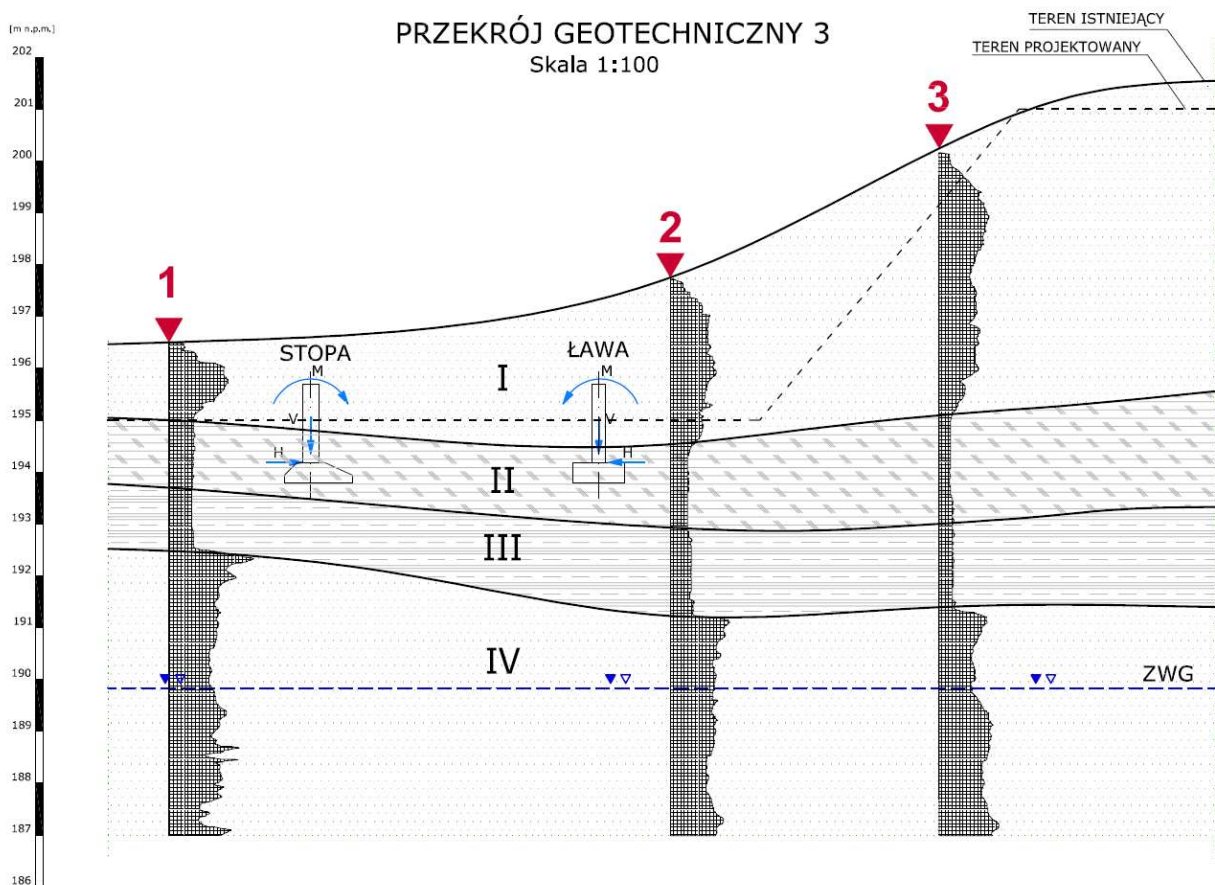 [m n.p.m.]
PRZEKRÓJ GEOTECHNICZNY 3
Skala 1:100
TEREN ISTNIEJĄCY
TEREN PROJEKTOWANY
202
201
200
199
198
197
196
195
194
193
192
191
190
189
188
187
186
1
2
3
STOPA
M
V
H
ŁAWA
M
V
H
I
II
III
IV
ZWG